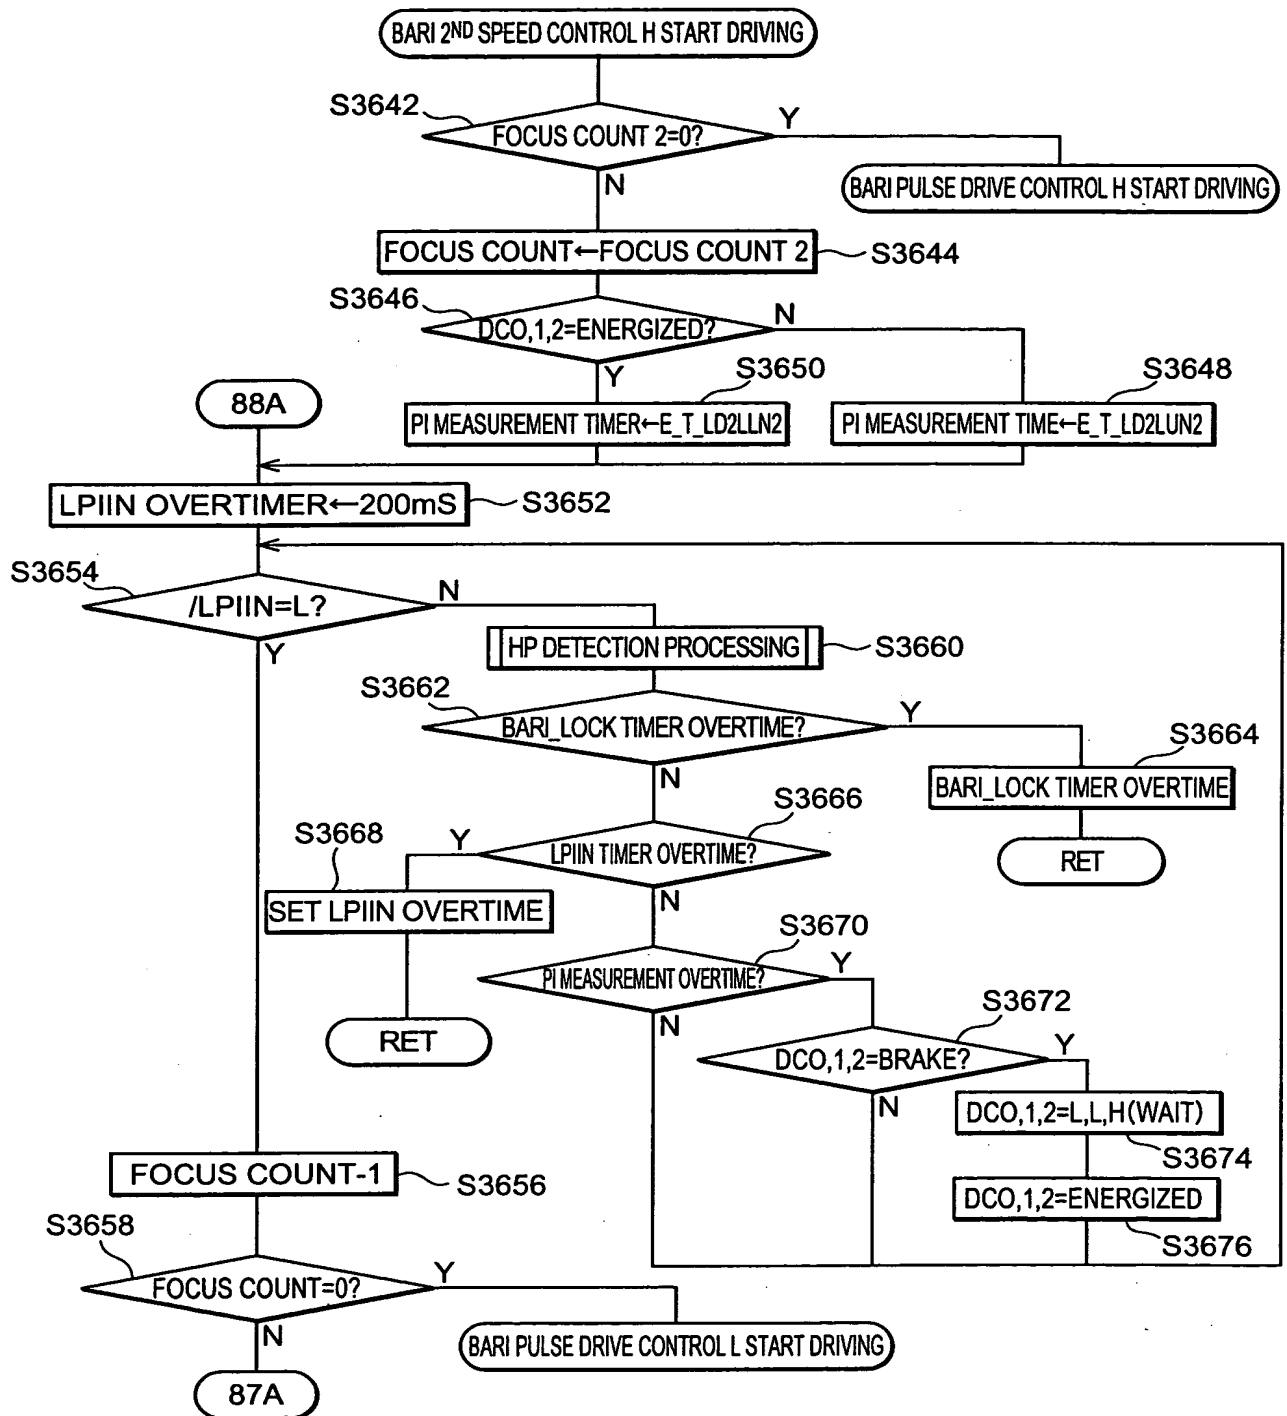 BARI 2ND SPEED CONTROL H START DRIVING
S3642
FOCUS COUNT 2=0?
Y
N
BARI PULSE DRIVE CONTROL H START DRIVING
FOCUS COUNT←FOCUS COUNT 2
S3644
S3646
DCO,1,2=ENERGIZED?
N
Y
S3650
S3648
88A
PI MEASUREMENT TIMER←E_T_LD2LLN2
PI MEASUREMENT TIME←E_T_LD2LUN2
LPIIN OVERTIMER←200mS
S3652
S3654
/LPIIN=L?
N
Y
HP DETECTION PROCESSING
S3660
S3662
BARI_LOCK TIMER OVERTIME?
Y
N
S3664
BARI_LOCK TIMER OVERTIME
RET
S3666
LPIIN TIMER OVERTIME?
Y
N
S3668
SET LPIIN OVERTIME
RET
S3670
PI MEASUREMENT OVERTIME?
Y
N
S3672
DCO,1,2=BRAKE?
Y
N
DCO,1,2=L,L,H(WAIT)
S3674
DCO,1,2=ENERGIZED
S3676
FOCUS COUNT-1
S3656
S3658
FOCUS COUNT=0?
Y
N
BARI PULSE DRIVE CONTROL L START DRIVING
87A